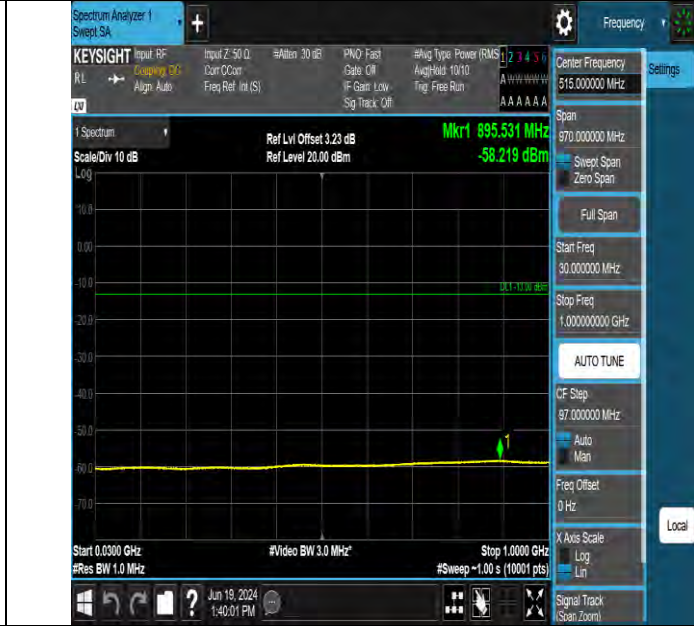 Spectrum Analyzer 1
Swept SA
Frequency
KEYSIGHT
RL
Input: RF
Coupling: DC
Align: Auto
Input Z: 50 Ω
Corr CCorr
Freq Ref: Int (S)
#Atten: 30 dB
PNO: Fast
Gate: Off
IF Gain: Low
Sig Track: Off
#Avg Type: Power (RMS
Avg|Hold: 10/10
Trig: Free Run
1 2 3 4 5 6
A W W W W W
A A A A A A
LXI
1 Spectrum
Scale/Div 10 dB
Log
Ref Lvl Offset 3.23 dB
Ref Level 20.00 dBm
Mkr1 895.531 MHz
-58.219 dBm
10.0
0.00
-10.0
DL1 -13.00 dBm
-20.0
-30.0
-40.0
-50.0
1
-60.0
-70.0
Start 0.0300 GHz
#Res BW 1.0 MHz
#Video BW 3.0 MHz*
Stop 1.0000 GHz
#Sweep ~1.00 s (10001 pts)
Jun 19, 2024
1:40:01 PM
Center Frequency
515.000000 MHz
Span
970.000000 MHz
Swept Span
Zero Span
Full Span
Start Freq
30.000000 MHz
Stop Freq
1.000000000 GHz
AUTO TUNE
CF Step
97.000000 MHz
Auto
Man
Freq Offset
0 Hz
X Axis Scale
Log
Lin
Signal Track
(Span Zoom)
Settings
Local